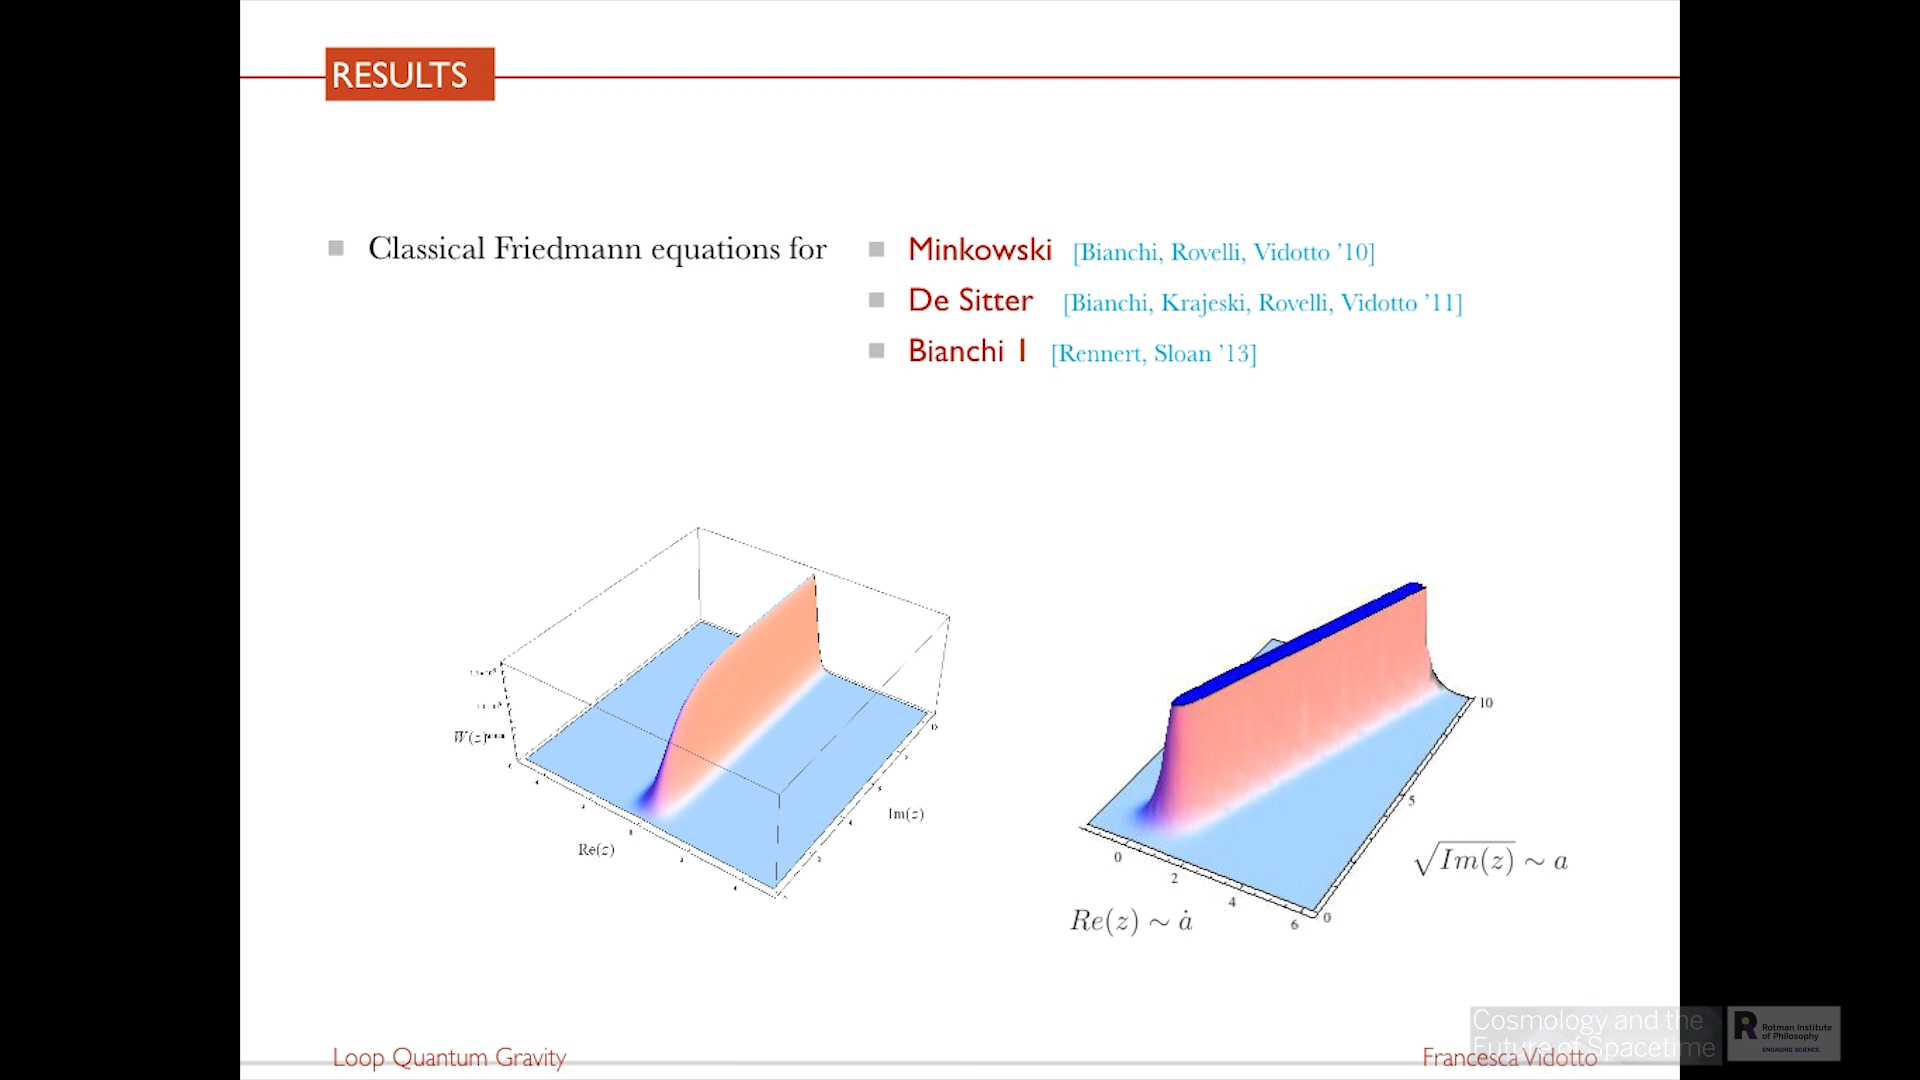 RESULTS
Classical Friedmann equations for
Minkowski [Bianchi, Rovelli, Vidotto ’10]
De Sitter [Bianchi, Krajeski, Rovelli, Vidotto ’11]
Bianchi I [Rennert, Sloan ’13]
W(z)
Re(z)
Im(z)
0
2
4
6
0
5
10
Re(z) ∼ ȧ
√Im(z) ∼ a
Loop Quantum Gravity
Francesca Vidotto
Cosmology and the
Future of Spacetime
Rotman Institute
of Philosophy
ENGAGING SCIENCE.